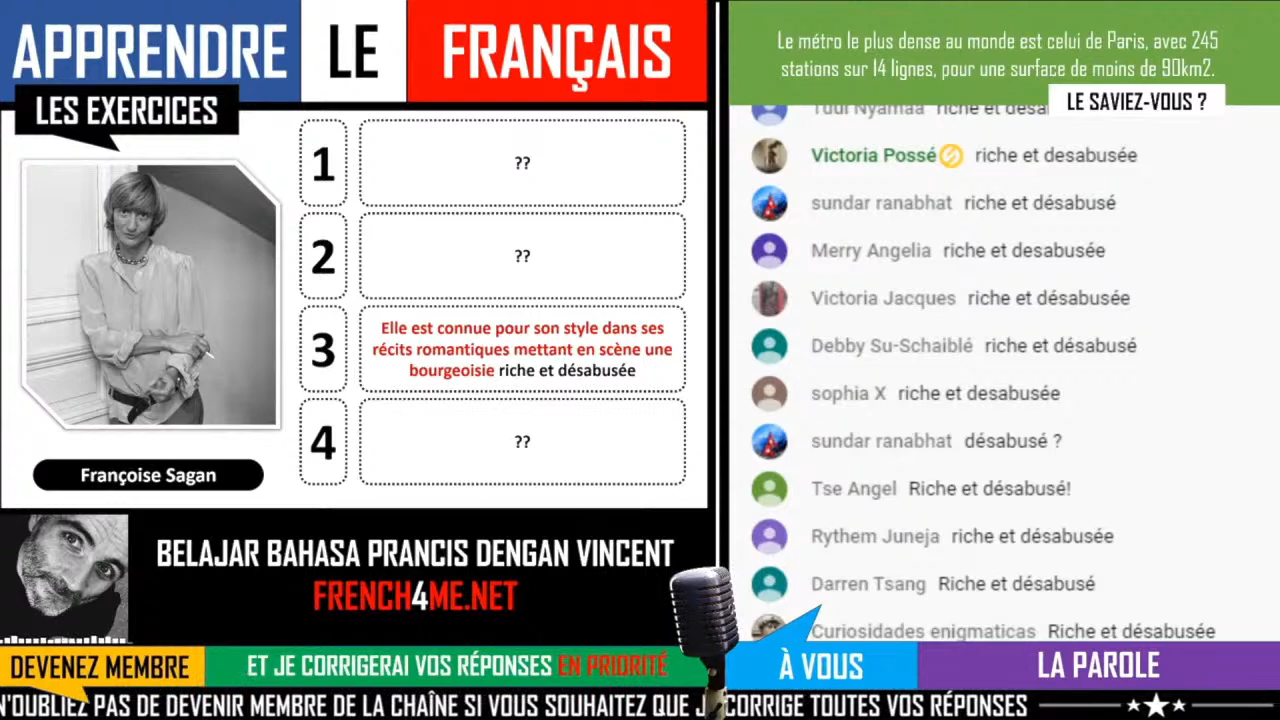 APPRENDRE LE FRANÇAIS
LES EXERCICES
1
??
2
??
3
Elle est connue pour son style dans ses
récits romantiques mettant en scène une
bourgeoisie riche et désabusée
4
??
Françoise Sagan
BELAJAR BAHASA PRANCIS DENGAN VINCENT
FRENCH4ME.NET
DEVENEZ MEMBRE
ET JE CORRIGERAI VOS RÉPONSES EN PRIORITÉ
Le métro le plus dense au monde est celui de Paris, avec 245
stations sur 14 lignes, pour une surface de moins de 90km2.
LE SAVIEZ-VOUS ?
riche et
Victoria Possé riche et desabusée
sundar ranabhat riche et désabusé
Merry Angelia riche et desabusée
Victoria Jacques riche et désabusée
Debby Su-Schaiblé riche et désabusée
sophia X riche et désabusée
sundar ranabhat désabusé ?
Tse Angel Riche et désabusé!
Rythem Juneja riche et désabusée
Darren Tsang Riche et désabusé
Curiosidades enigmaticas Riche et désabusée
À VOUS
LA PAROLE
N'OUBLIEZ PAS DE DEVENIR MEMBRE DE LA CHAÎNE SI VOUS SOUHAITEZ QUE J CORRIGE TOUTES VOS RÉPONSES